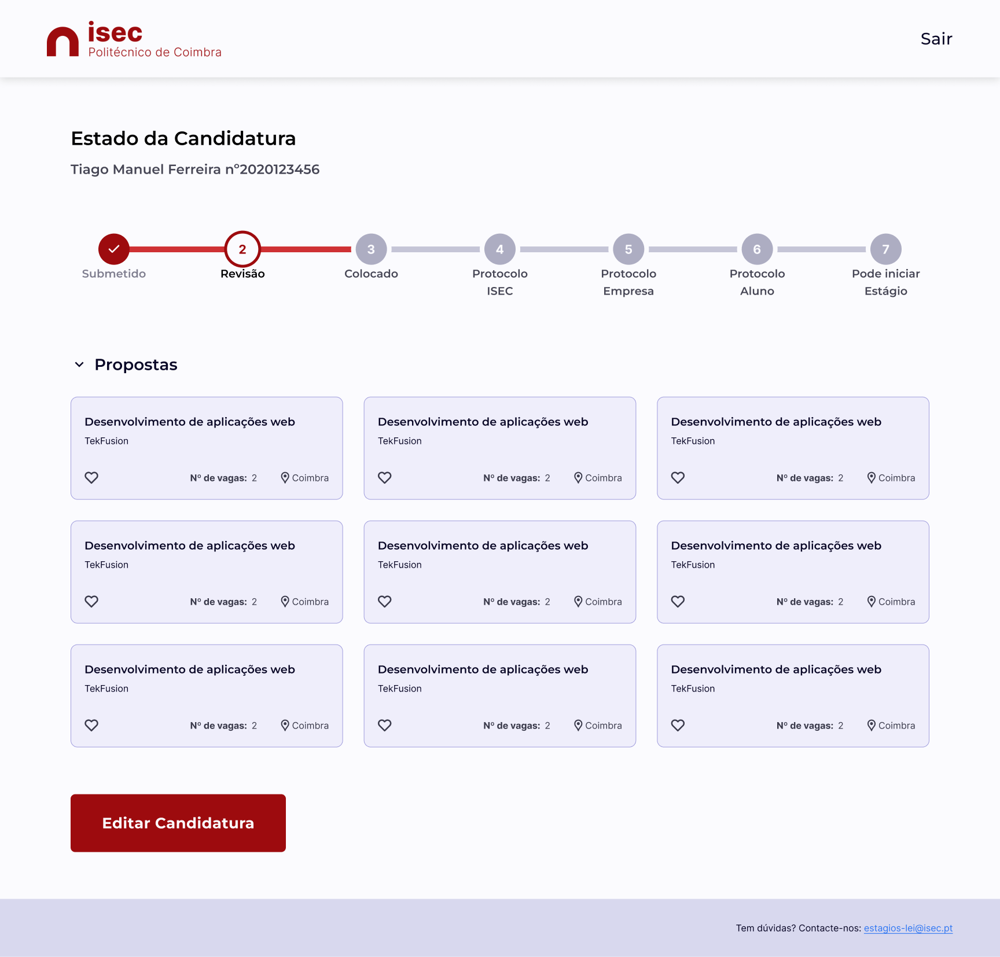 isec
Politécnico de Coimbra
Sair
Estado da Candidatura
Tiago Manuel Ferreira nº2020123456
2
3
4
5
6
7
Submetido
Revisão
Colocado
Protocolo
ISEC
Protocolo
Empresa
Protocolo
Aluno
Pode iniciar
Estágio
Propostas
Desenvolvimento de aplicações web
TekFusion
Nº de vagas: 2
Coimbra
Desenvolvimento de aplicações web
TekFusion
Nº de vagas: 2
Coimbra
Desenvolvimento de aplicações web
TekFusion
Nº de vagas: 2
Coimbra
Desenvolvimento de aplicações web
TekFusion
Nº de vagas: 2
Coimbra
Desenvolvimento de aplicações web
TekFusion
Nº de vagas: 2
Coimbra
Desenvolvimento de aplicações web
TekFusion
Nº de vagas: 2
Coimbra
Desenvolvimento de aplicações web
TekFusion
Nº de vagas: 2
Coimbra
Desenvolvimento de aplicações web
TekFusion
Nº de vagas: 2
Coimbra
Desenvolvimento de aplicações web
TekFusion
Nº de vagas: 2
Coimbra
Editar Candidatura
Tem dúvidas? Contacte-nos: estagios-lei@isec.pt